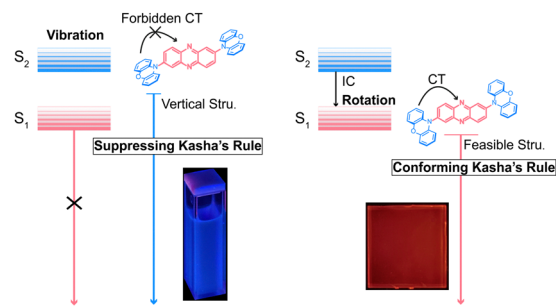 Forbidden CT
Vibration
S2
S1
N
N
N
N
O
O
Vertical Stru.
Suppressing Kasha's Rule
S2
S1
IC
Rotation
CT
N
N
N
N
O
O
Feasible Stru.
Conforming Kasha's Rule